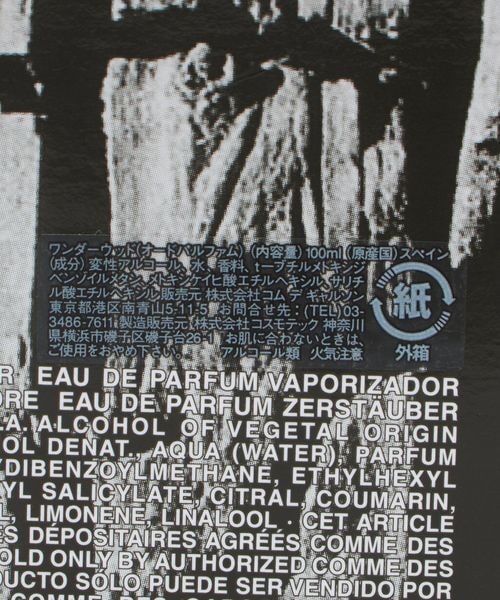 ワンダーウッド(オードパルファム) (内容量) 100ml (原産国) スペイン
(成分) 変性アルコール、水、香料、t-ブチルメトキシジ
ベンゾイルメタン、メトキシケイヒ酸エチルヘキシル、サリチ
ル酸エチルヘキシル 販売元 株式会社コム デ ギャルソン
東京都港区南青山5-11-5 お問合せ先:(TEL) 03-
3486-7611 製造販売元 株式会社コスモテック 神奈川
県横浜市磯子区磯子台26-1 お肌に合わないときは、
ご使用をおやめ下さい。 アルコール類 火気注意
紙
外箱
R EAU DE PARFUM VAPORIZADOR
DRE EAU DE PARFUM ZERSTÄUBER
LA. ALCOHOL OF VEGETAL ORIGIN
OL DENAT., AQUA (WATER), PARFUM
YDIBENZOYLMETHANE, ETHYLHEXYL
YL SALICYLATE, CITRAL, COUMARIN,
L, LIMONENE, LINALOOL · CET ARTICLE
ES DÉPOSITAIRES AGRÉÉS COMME DES
OLD ONLY BY AUTHORIZED COMME DES
DUCTO SOLO PUEDE SER VENDIDO POR